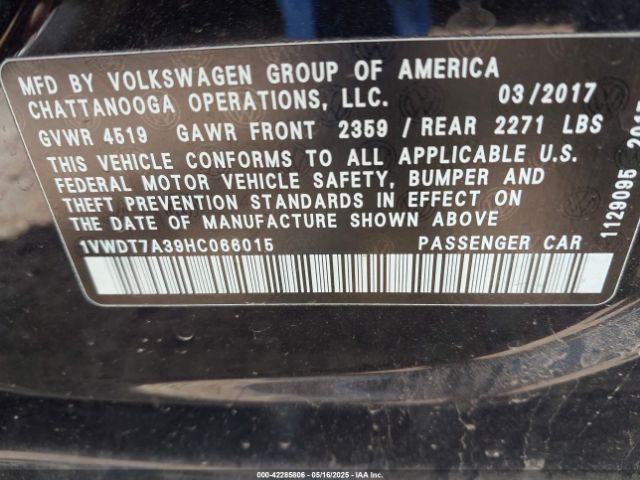 MFD BY VOLKSWAGEN GROUP OF AMERICA
CHATTANOOGA OPERATIONS, LLC. 03/2017
GVWR 4519 GAWR FRONT 2359 / REAR 2271 LBS
THIS VEHICLE CONFORMS TO ALL APPLICABLE U.S.
FEDERAL MOTOR VEHICLE SAFETY, BUMPER AND
THEFT PREVENTION STANDARDS IN EFFECT ON
THE DATE OF MANUFACTURE SHOWN ABOVE
1VWDT7A39HC066015 PASSENGER CAR
1129095
000-42285806 - 05/16/2025 - IAA Inc.